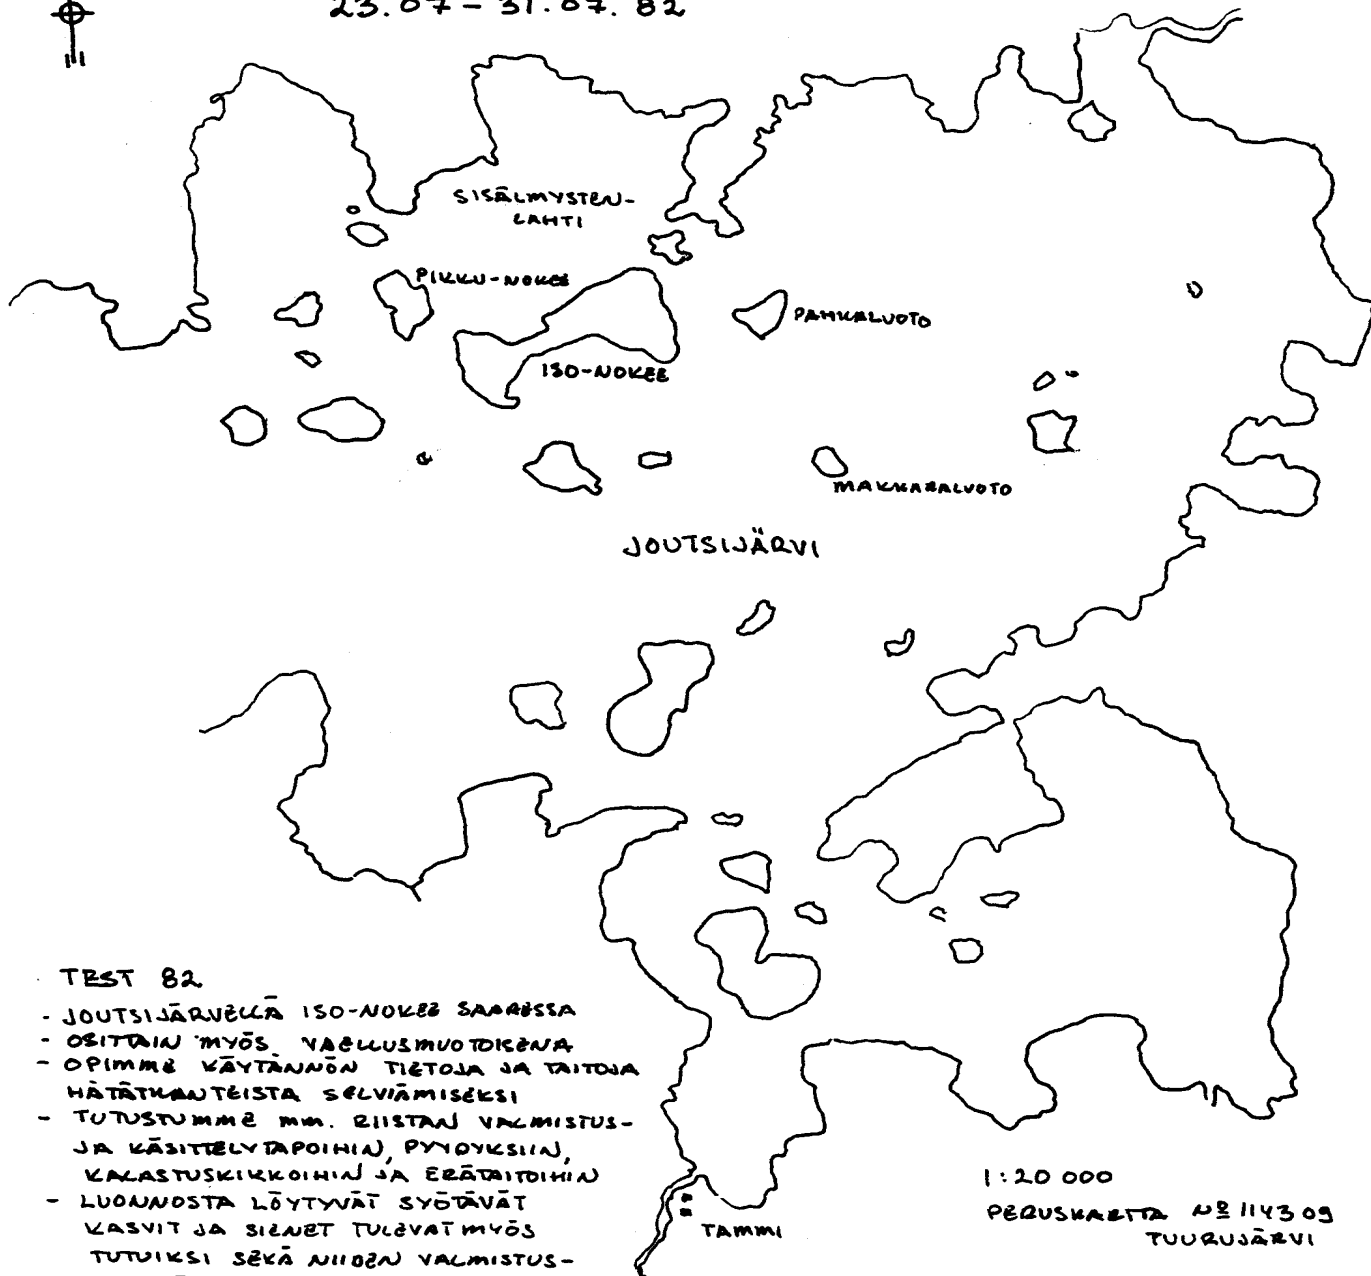 23.07 – 31.07. 82
SISÄLMYSTEN-
LAHTI
PIKKU-NOKEE
PAHKALUOTO
ISO-NOKEE
MAKKARALUOTO
JOUTSIJÄRVI
TEST 82
- JOUTSIJÄRVELLÄ ISO-NOKEE SAARESSA
- OSITTAIN MYÖS VAELLUSMUOTOISENA
- OPIMME KÄYTÄNNÖN TIETOJA JA TAITOJA
HÄTÄTILANTEISTA SELVIÄMISEKSI
- TUTUSTUMME mm. RIISTAN VALMISTUS-
JA KÄSITTELYTAPOIHIN, PYYDYKSIIN,
KALASTUSKIKKOIHIN JA ERÄTAITOIHIN
- LUONNOSTA LÖYTYVÄT SYÖTÄVÄT
KASVIT JA SIENET TULEVAT MYÖS
TUTUIKSI SEKÄ NIIDEN VALMISTUS-
TAMMI
1:20 000
PERUSKARTTA Nº 114309
TUURUJÄRVI